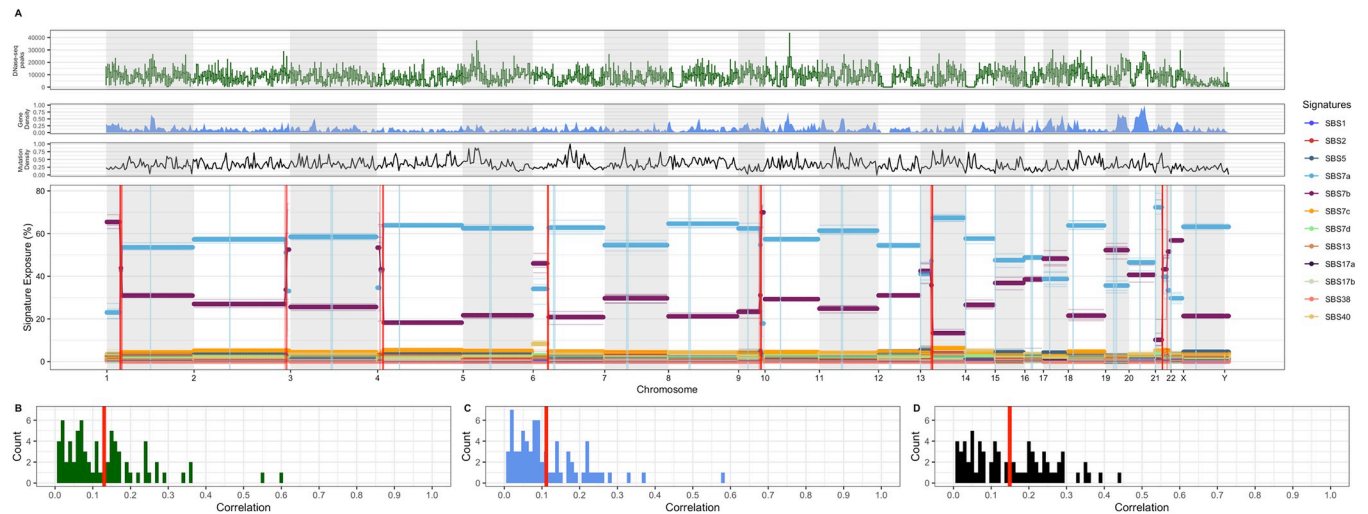 A
DNase-seq
peaks
40000
30000
20000
10000
0
Gene
Density
1.00
0.75
0.50
0.25
0.00
Mutation
Density
1.00
0.75
0.50
0.25
0.00
Signature Exposure (%)
80
60
40
20
0
1 2 3 4 5 6 7 8 9 10 11 12 13 14 15 16 17 18 19 20 21 22 X Y
Chromosome
Signatures
SBS1
SBS2
SBS5
SBS7a
SBS7b
SBS7c
SBS7d
SBS13
SBS17a
SBS17b
SBS38
SBS40
B
Count
6
4
2
0
0.0 0.1 0.2 0.3 0.4 0.5 0.6 0.7 0.8 0.9 1.0
Correlation
C
Count
6
4
2
0
0.0 0.1 0.2 0.3 0.4 0.5 0.6 0.7 0.8 0.9 1.0
Correlation
D
Count
6
4
2
0
0.0 0.1 0.2 0.3 0.4 0.5 0.6 0.7 0.8 0.9 1.0
Correlation